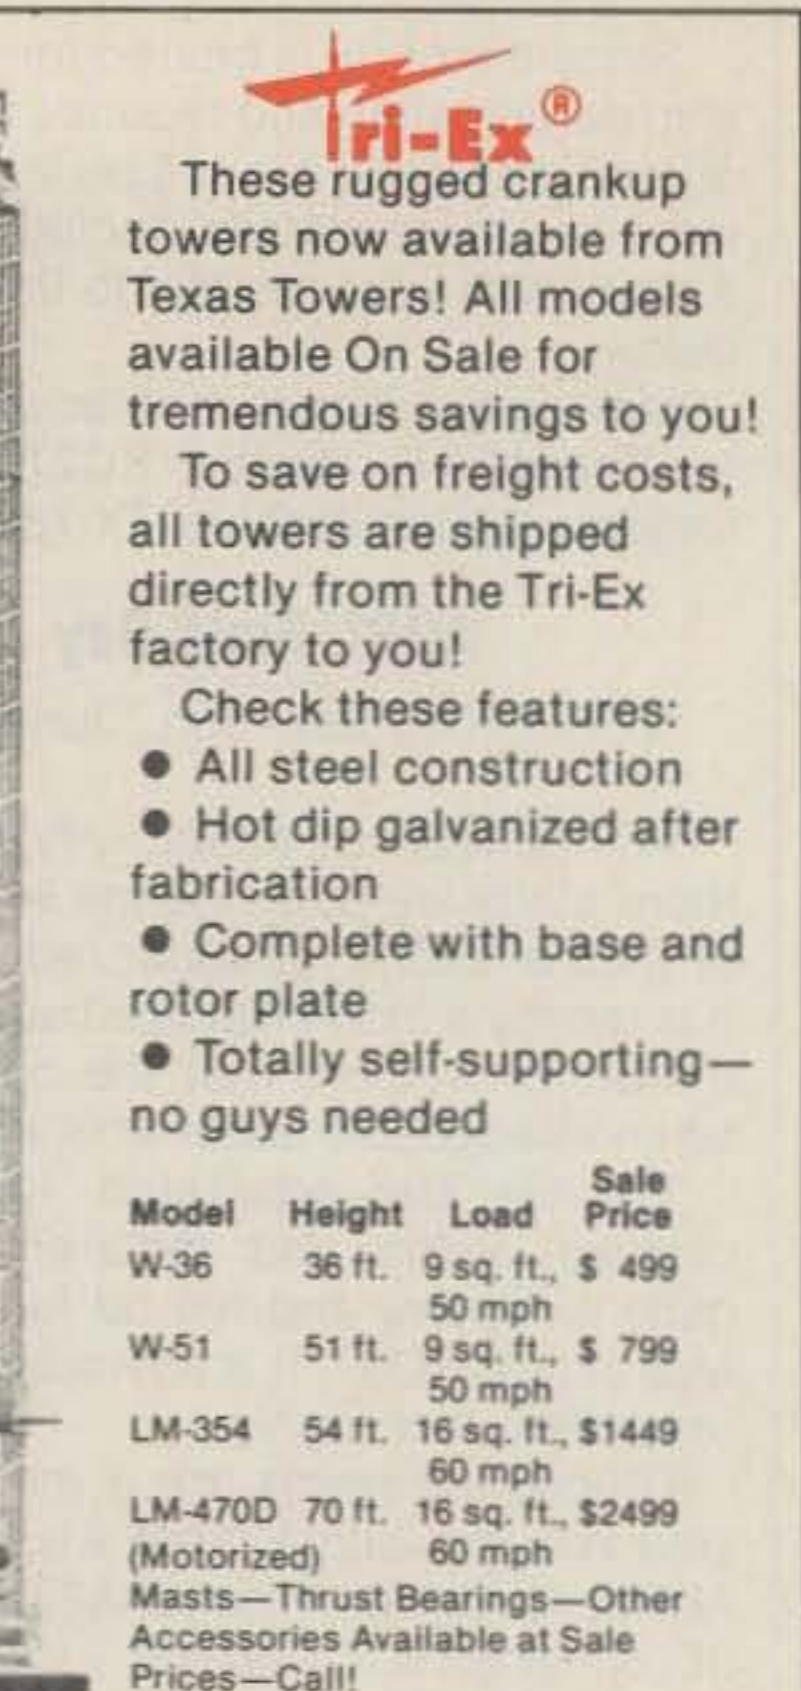 Tri-Ex®
These rugged crankup
towers now available from
Texas Towers! All models
available On Sale for
tremendous savings to you!
To save on freight costs,
all towers are shipped
directly from the Tri-Ex
factory to you!
Check these features:
● All steel construction
● Hot dip galvanized after
fabrication
● Complete with base and
rotor plate
● Totally self-supporting—
no guys needed
Sale
Model Height Load Price
W-36 36 ft. 9 sq. ft., $ 499
50 mph
W-51 51 ft. 9 sq. ft., $ 799
50 mph
LM-354 54 ft. 16 sq. ft., $1449
60 mph
LM-470D 70 ft. 16 sq. ft., $2499
(Motorized) 60 mph
Masts—Thrust Bearings—Other
Accessories Available at Sale
Prices—Call!